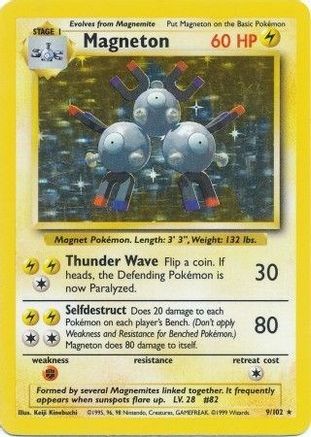 Evolves from Magnemite Put Magneton on the Basic Pokémon
STAGE 1
Magneton 60 HP
Magnet Pokémon. Length: 3' 3", Weight: 132 lbs.
Thunder Wave Flip a coin. If
heads, the Defending Pokémon is
now Paralyzed.
30
Selfdestruct Does 20 damage to each
Pokémon on each player's Bench. (Don't apply
Weakness and Resistance for Benched Pokémon.)
Magneton does 80 damage to itself.
80
weakness resistance retreat cost
Formed by several Magnemites linked together. It frequently
appears when sunspots flare up. LV. 28 #82
Illus. Keiji Kinebuchi ©1995, 96, 98 Nintendo, Creatures, GAMEFREAK. ©1999 Wizards. 9/102 ★